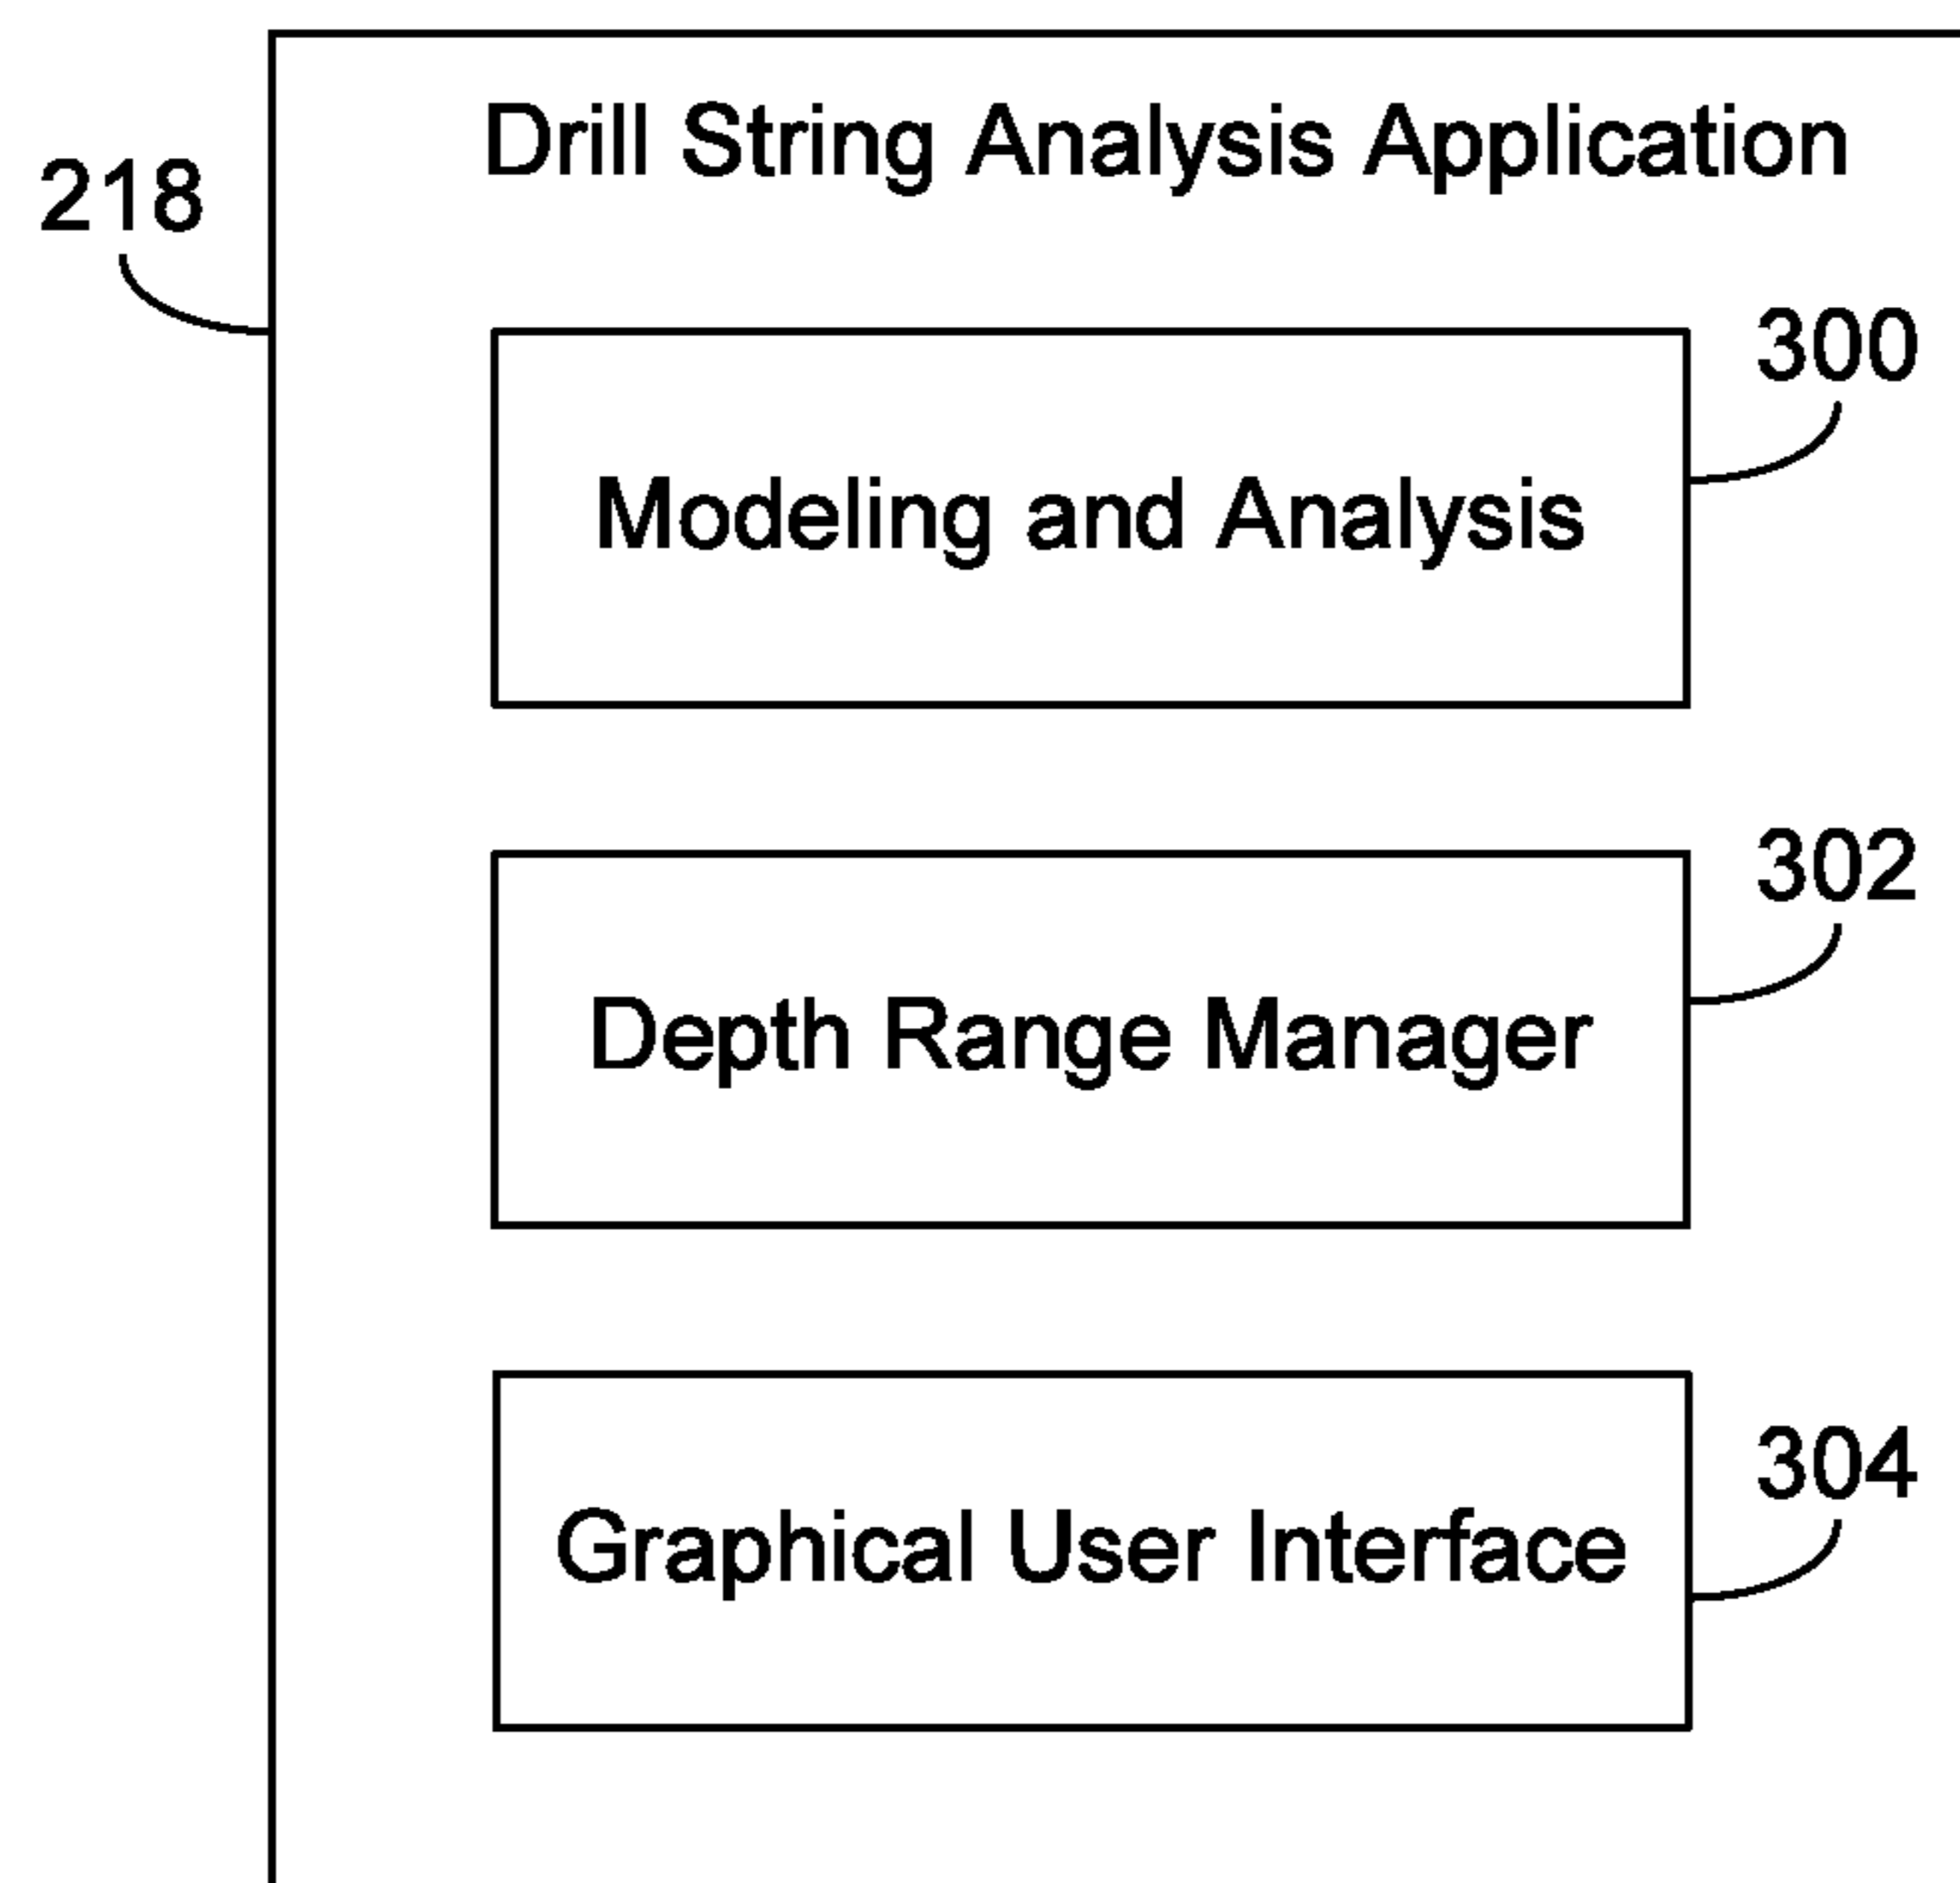 Drill String Analysis Application
218
300
Modeling and Analysis
302
Depth Range Manager
304
Graphical User Interface